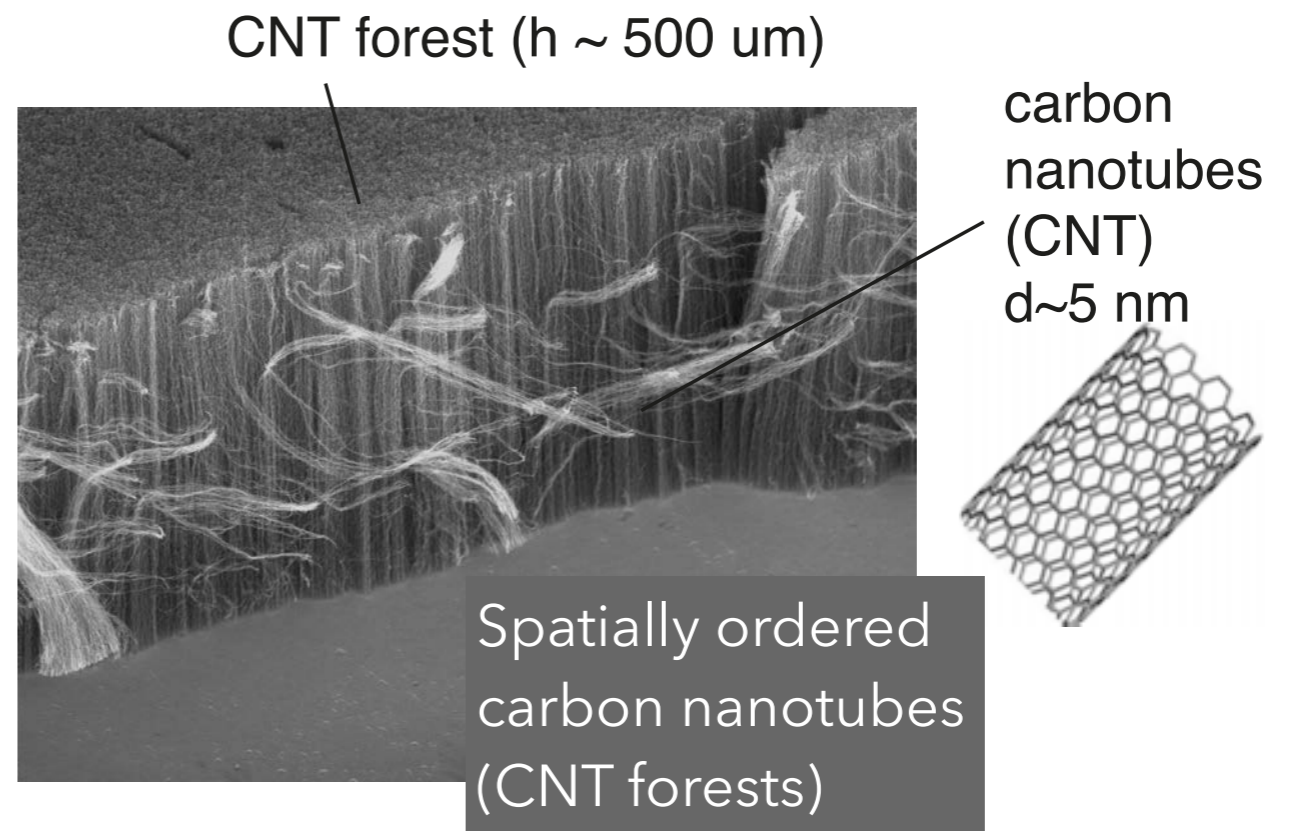 CNT forest (h ~ 500 um)
carbon
nanotubes
(CNT)
d~5 nm
Spatially ordered
carbon nanotubes
(CNT forests)